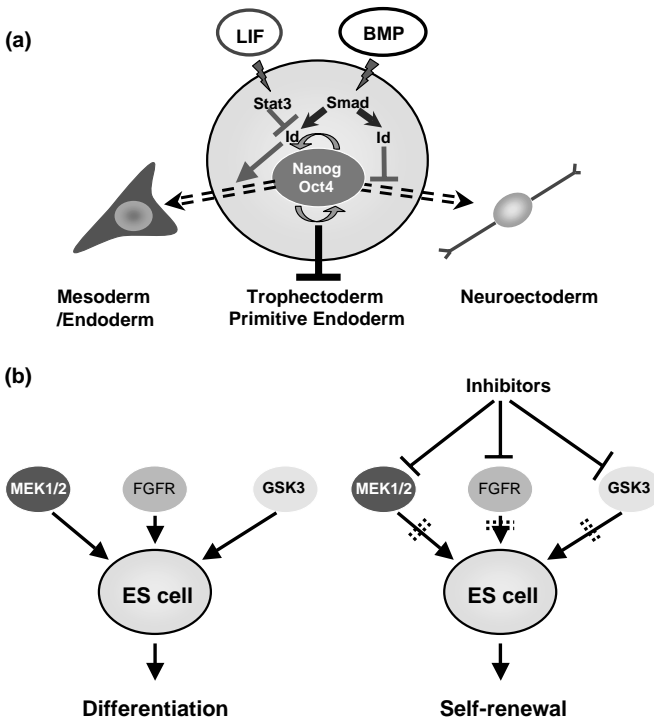 (a)
LIF
BMP
Stat3
Smad
Id
Id
Nanog
Oct4
Mesoderm
/Endoderm
Trophectoderm
Primitive Endoderm
Neuroectoderm
(b)
Inhibitors
MEK1/2
FGFR
GSK3
MEK1/2
FGFR
GSK3
ES cell
ES cell
Differentiation
Self-renewal